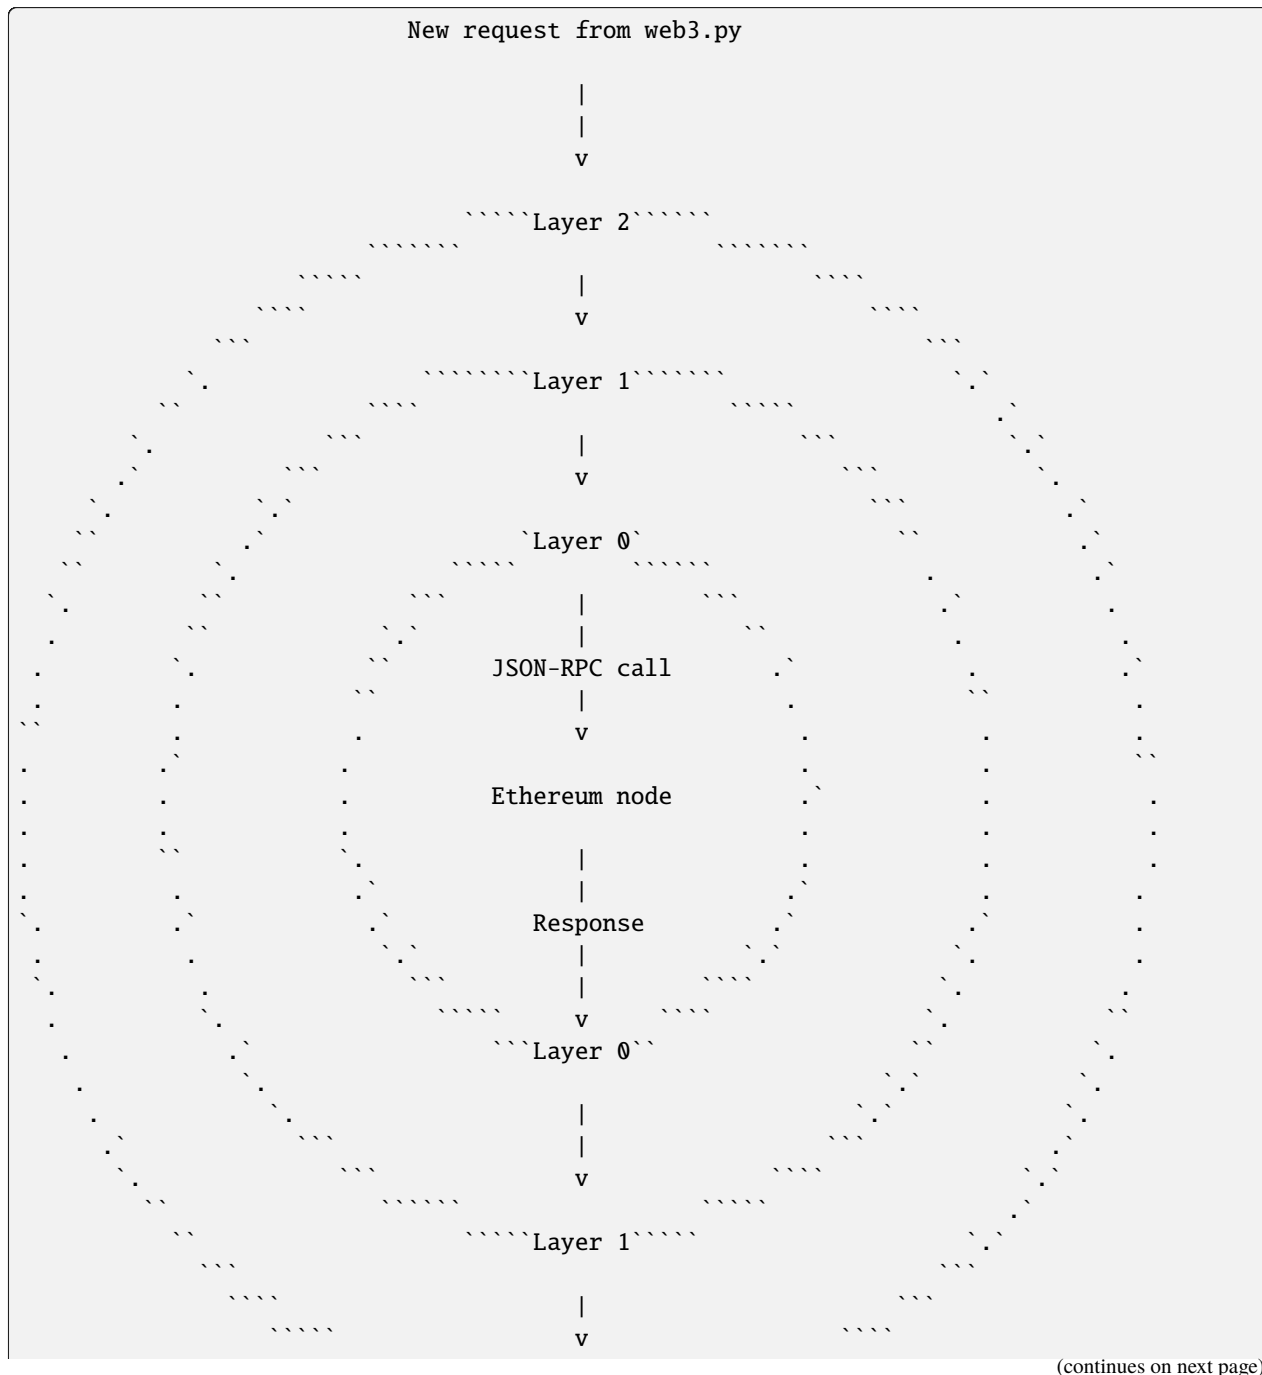 New request from web3.py
|
|
v
`````Layer 2``````
``````` ```````
````` | ````
```` v ````
``` ```
`. ````````Layer 1``````` `.`
`` ```` ````` .`
`. ``` | ``` `.`
.` ``` v ``` `.
`. `.` ``` .`
`` .` `Layer 0` `` .`
`` `. ````` `````` . .`
`. `` ``` | ``` .` .
. `` `.` | `` . .
. `. `` JSON-RPC call .` . .`
. . `` | . `` .
`` . . v . . .
. .` . . . ``
. . . Ethereum node .` . .
. . . . . .
. `` `. | . . .
. . .` | .` . .
`. .` .` Response .` .` .
. . `.` | `.` `. .
`. . ``` | ```` `. .
. `. ````` v ```` `. ``
. .` ```Layer 0`` `` `.
. `. `.` `.
. `. | `.` `.
.` ``` | ``` .`
`. ``` v ```` `.`
`` `````` ````` .`
`` `````Layer 1````` `.`
``` ```
```` | ```
````` v ````
(continues on next page)